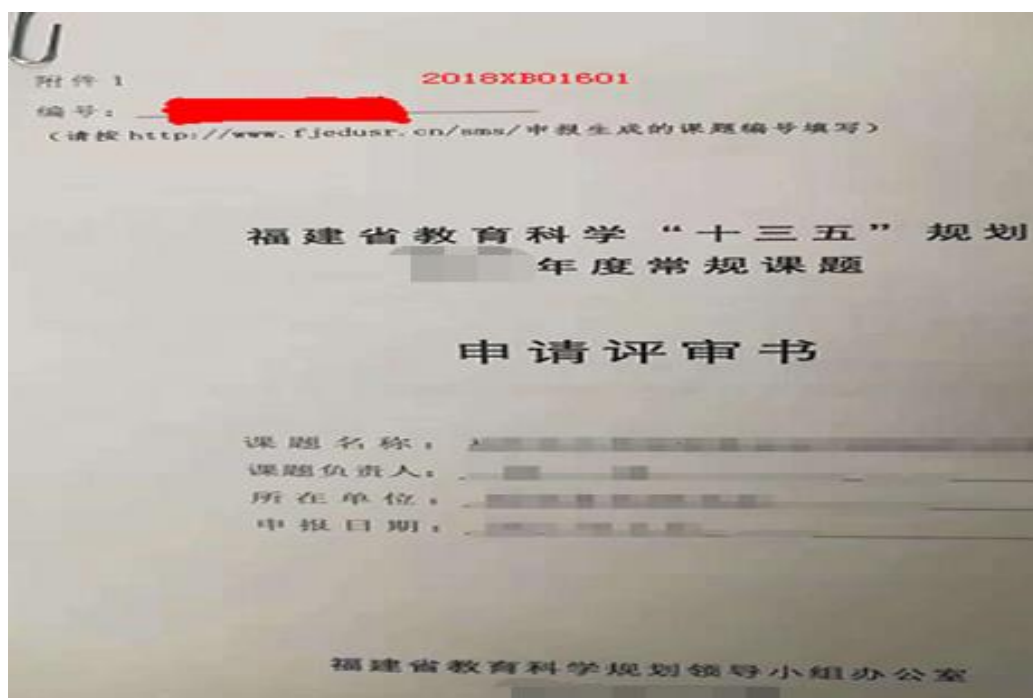 附件 1
2018XB01601
编号：
（请按 http://www.fjedusr.cn/sms/申报生成的课题编号填写）
福建省教育科学“十三五”规划
年度常规课题
申请评审书
课题名称：
课题负责人：
所在单位：
申报日期：
福建省教育科学规划领导小组办公室